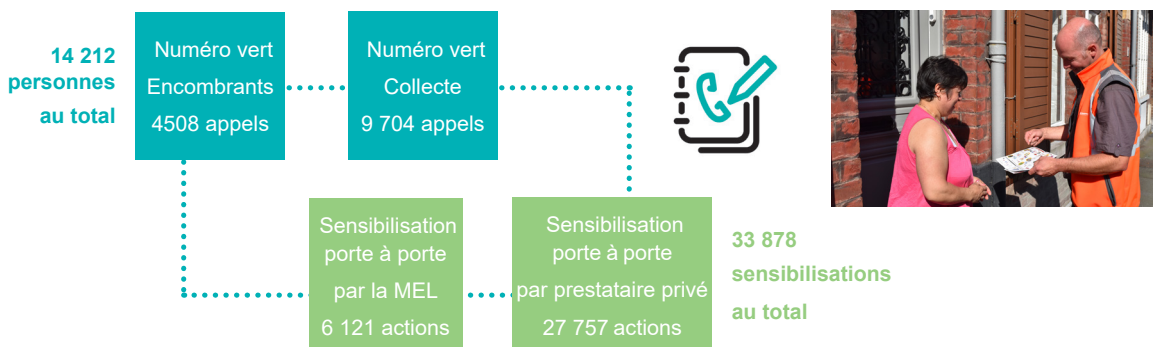 14 212
personnes
au total
Numéro vert
Encombrants
4508 appels
Numéro vert
Collecte
9 704 appels
Sensibilisation
porte à porte
par la MEL
6 121 actions
Sensibilisation
porte à porte
par prestataire privé
27 757 actions
33 878
sensibilisations
au total